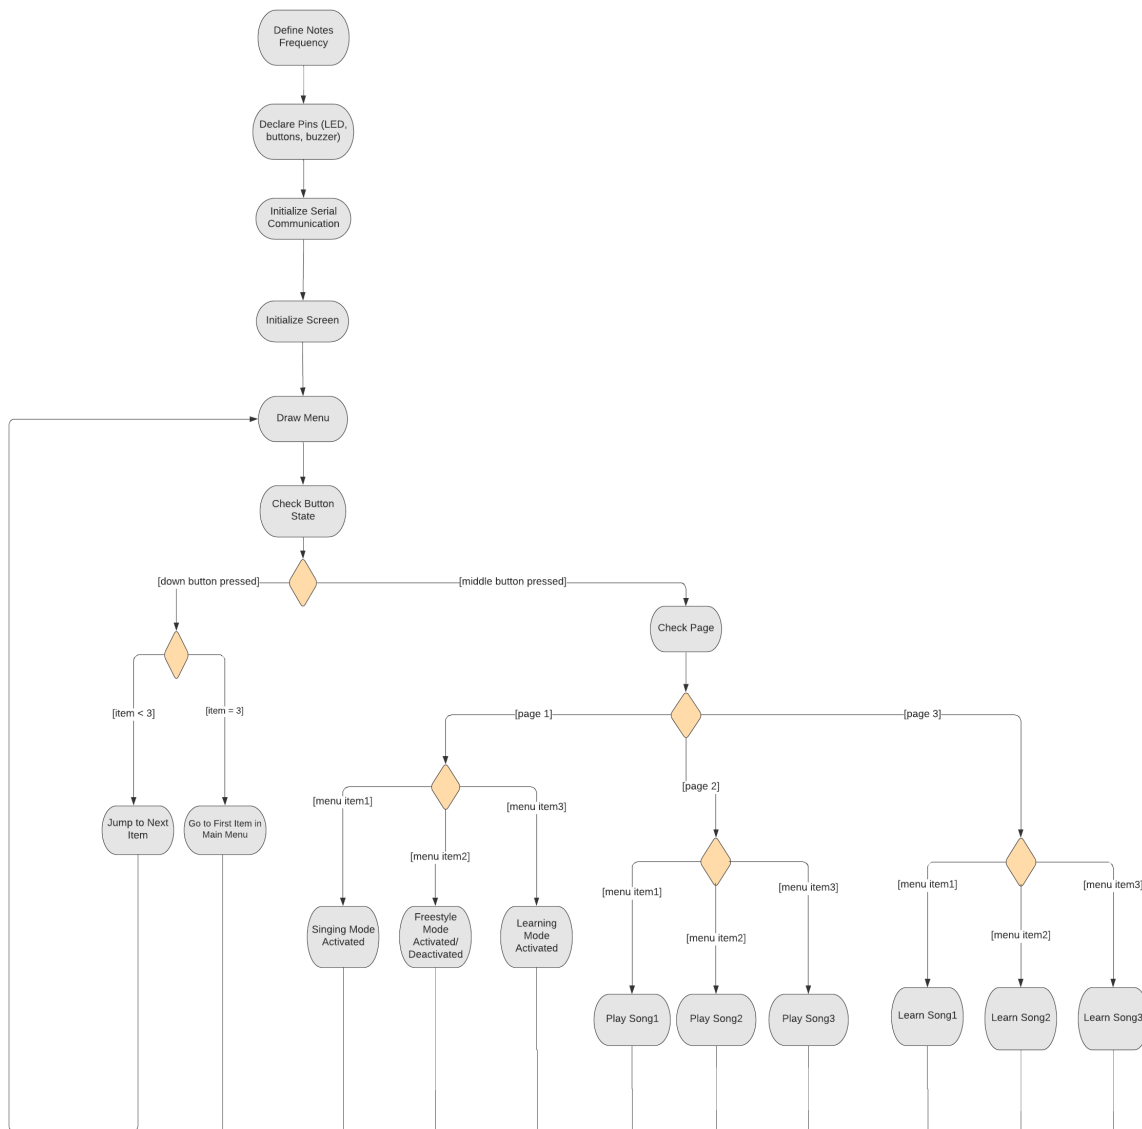 Define Notes
Frequency
Declare Pins (LED,
buttons, buzzer)
Initialize Serial
Communication
Initialize Screen
Draw Menu
Check Button
State
[down button pressed]
[middle button pressed]
Check Page
[item < 3]
[item = 3]
[page 1]
[page 3]
[page 2]
Jump to Next
Item
Go to First Item in
Main Menu
[menu item1]
[menu item3]
[menu item2]
Singing Mode
Activated
Freestyle
Mode
Activated/
Deactivated
Learning
Mode
Activated
[menu item1]
[menu item3]
[menu item2]
Play Song1
Play Song2
Play Song3
[menu item1]
[menu item3]
[menu item2]
Learn Song1
Learn Song2
Learn Song3